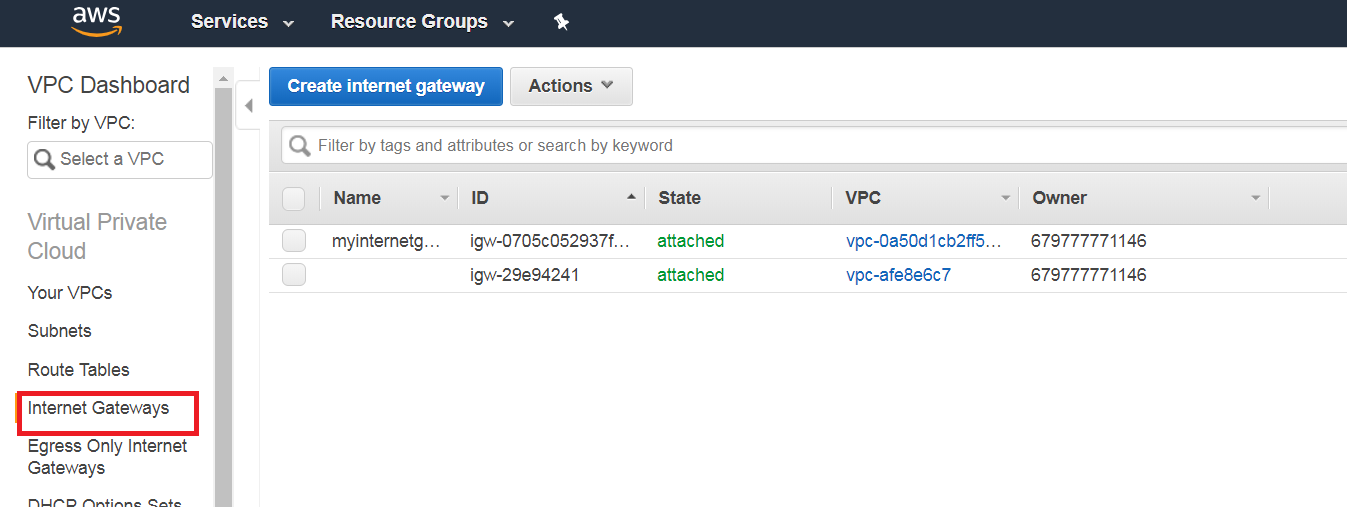 aws Services Resource Groups
VPC Dashboard
Filter by VPC:
Select a VPC
Virtual Private
Cloud
Your VPCs
Subnets
Route Tables
Internet Gateways
Egress Only Internet
Gateways
DHCP Options Sets
Create internet gateway Actions
Filter by tags and attributes or search by keyword
Name ID State VPC Owner
myinternetg... igw-0705c052937f... attached vpc-0a50d1cb2ff5... 679777771146
igw-29e94241 attached vpc-afe8e6c7 679777771146